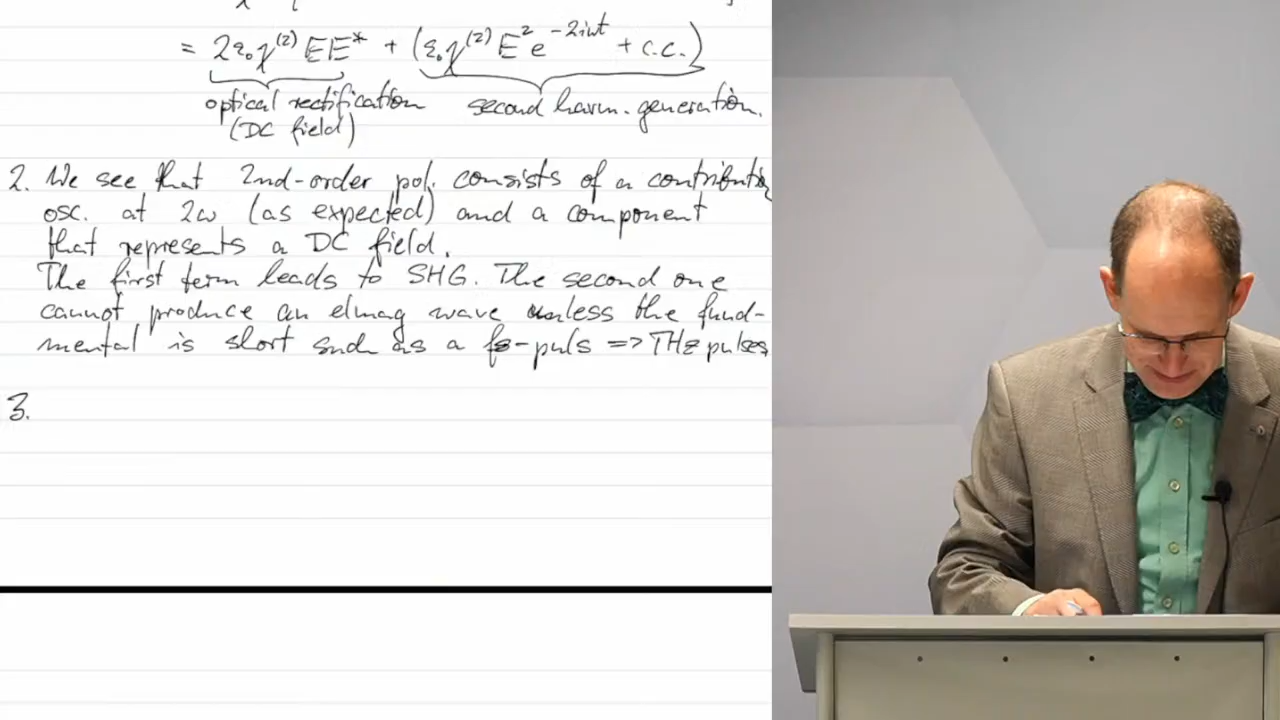 = 2ε₀χ⁽²⁾EE* + (ε₀χ⁽²⁾E²e^{-2iωt} + c.c.)
optical rectification second harm. generation.
(DC field)
2. We see that 2nd-order pol. consists of a contribution
osc. at 2ω (as expected) and a component
that represents a DC field.
The first term leads to SHG. The second one
cannot produce an elmag wave unless the fund-
mental is short such as a fs-puls => THz pulses
3.